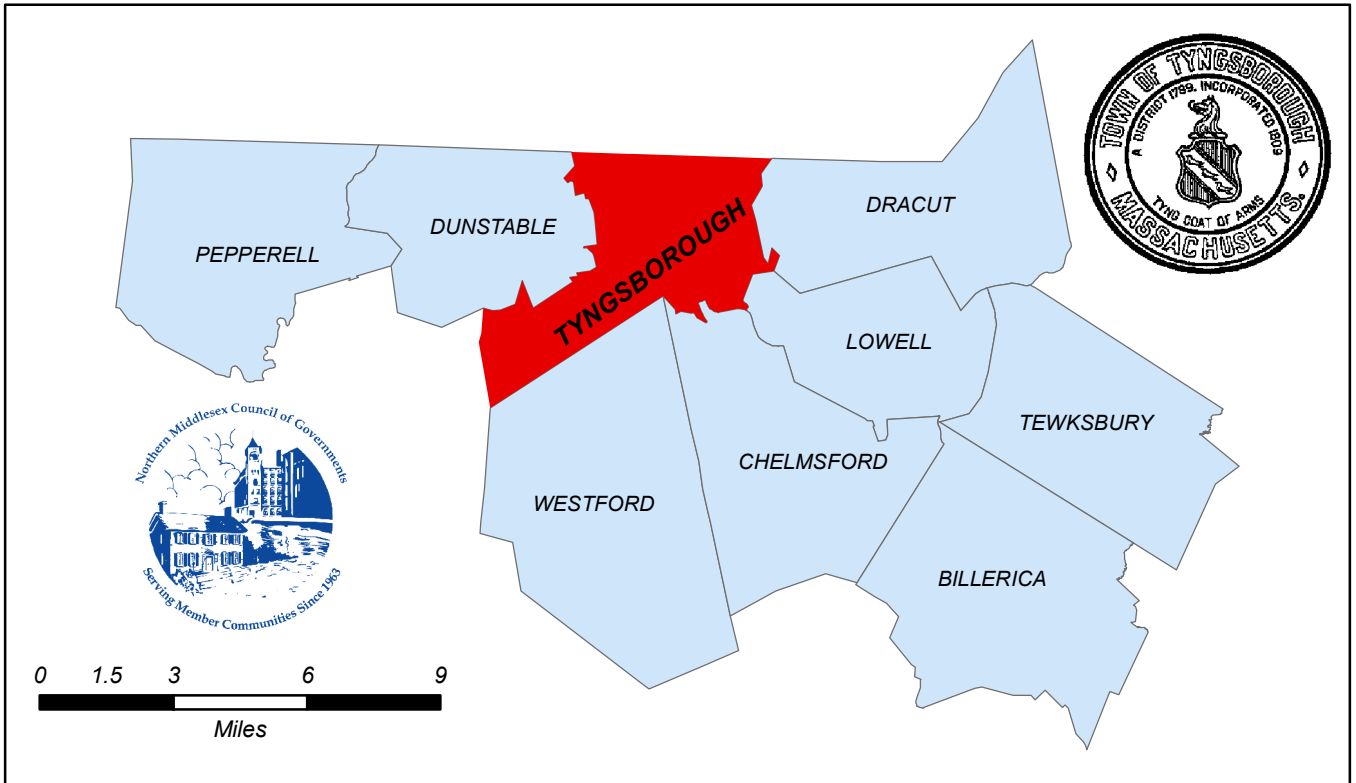 TOWN OF TYNGSBOROUGH
A DISTRICT 1789. INCORPORATED 1809
TYNG COAT OF ARMS
MASSACHUSETTS.
PEPPERELL
DUNSTABLE
TYNGSBOROUGH
DRACUT
LOWELL
TEWKSBURY
CHELMSFORD
WESTFORD
BILLERICA
Northern Middlesex Council of Governments
Serving Member Communities Since 1963
0 1.5 3 6 9
Miles